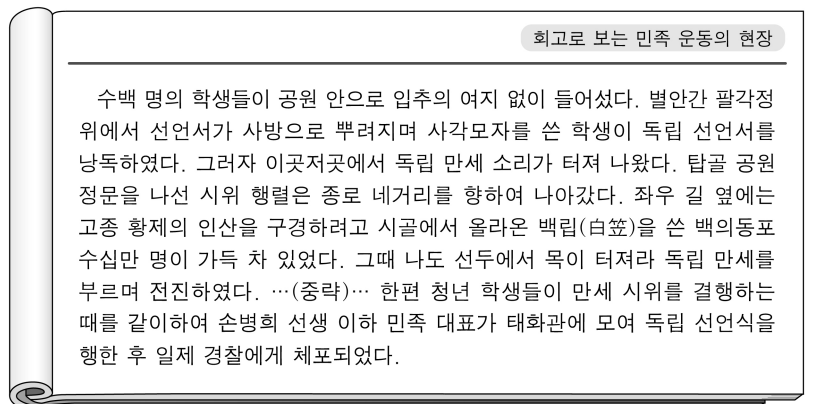 회고로 보는 민족 운동의 현장
수백 명의 학생들이 공원 안으로 입추의 여지 없이 들어섰다. 별안간 팔각정
위에서 선언서가 사방으로 뿌려지며 사각모자를 쓴 학생이 독립 선언서를
낭독하였다. 그러자 이곳저곳에서 독립 만세 소리가 터져 나왔다. 탑골 공원
정문을 나선 시위 행렬은 종로 네거리를 향하여 나아갔다. 좌우 길 옆에는
고종 황제의 인산을 구경하려고 시골에서 올라온 백립(白笠)을 쓴 백의동포
수십만 명이 가득 차 있었다. 그때 나도 선두에서 목이 터져라 독립 만세를
부르며 전진하였다. …(중략)… 한편 청년 학생들이 만세 시위를 결행하는
때를 같이하여 손병희 선생 이하 민족 대표가 태화관에 모여 독립 선언식을
행한 후 일제 경찰에게 체포되었다.